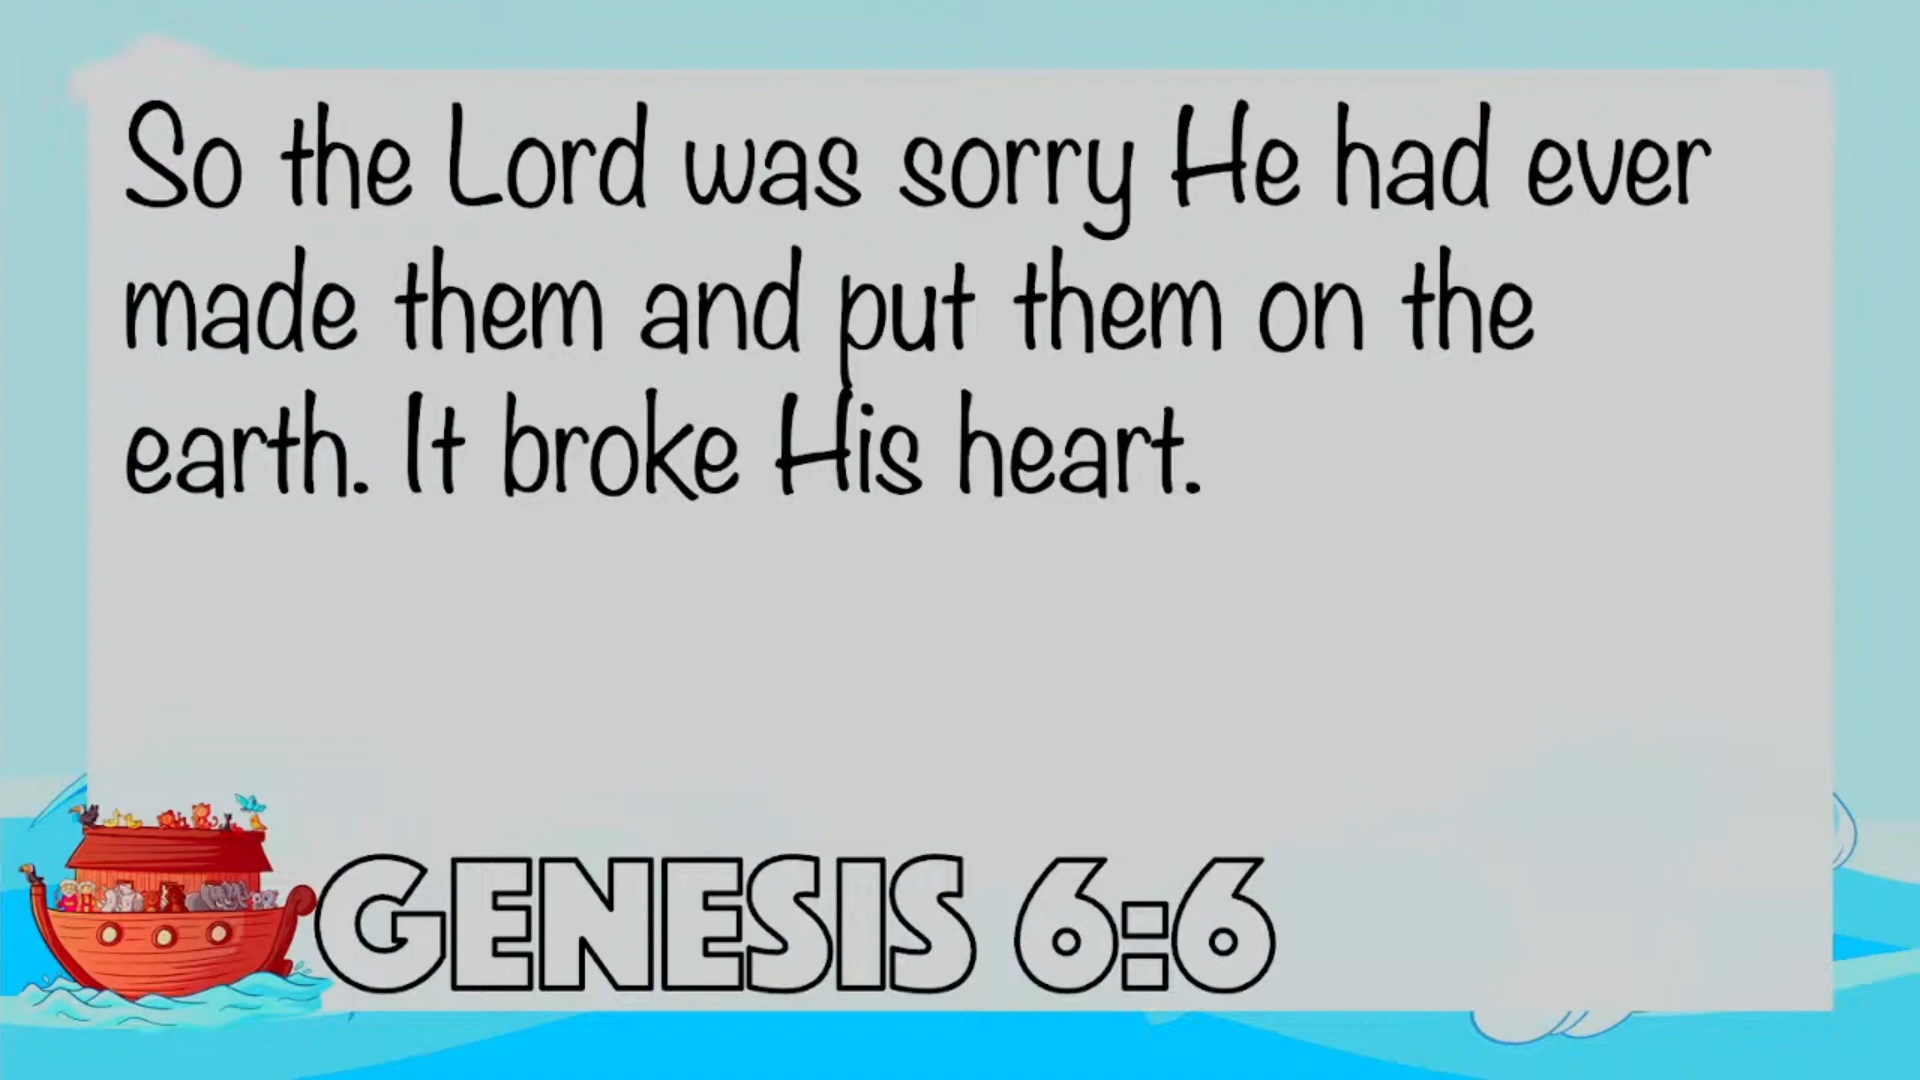 So the Lord was sorry He had ever
made them and put them on the
earth. It broke His heart.
GENESIS 6:6